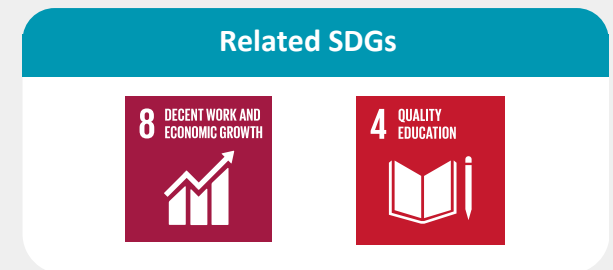 Related SDGs
8 DECENT WORK AND
ECONOMIC GROWTH
4 QUALITY
EDUCATION